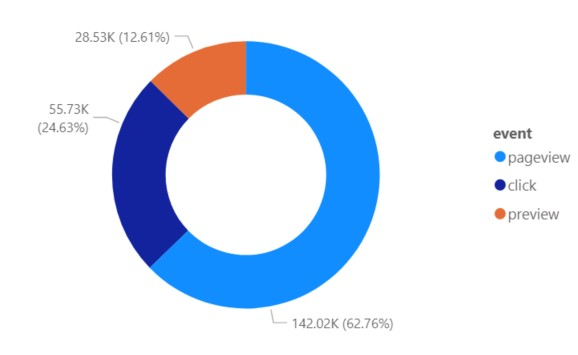 28.53K (12.61%)
55.73K
(24.63%)
142.02K (62.76%)
event
pageview
click
preview